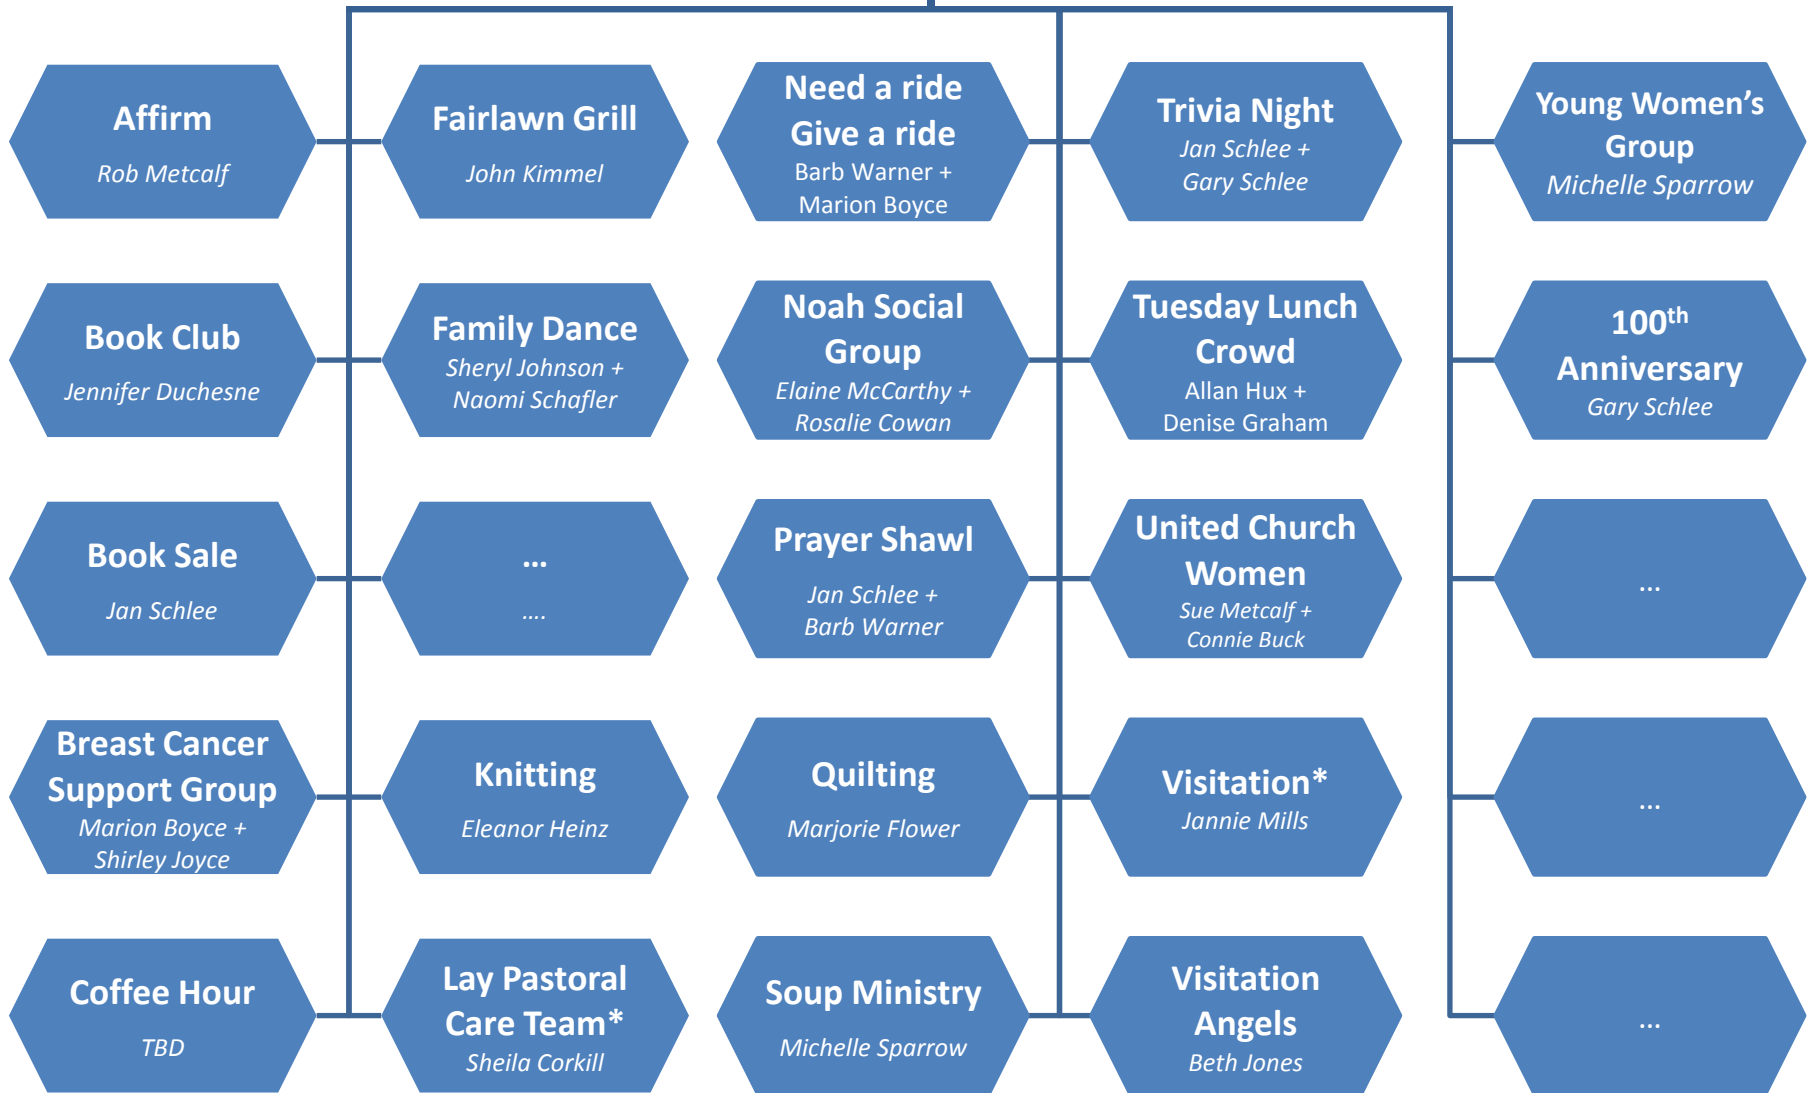 Affirm
Rob Metcalf
Fairlawn Grill
John Kimmel
Need a ride
Give a ride
Barb Warner +
Marion Boyce
Trivia Night
Jan Schlee +
Gary Schlee
Young Women’s
Group
Michelle Sparrow
Book Club
Jennifer Duchesne
Family Dance
Sheryl Johnson +
Naomi Schafler
Noah Social
Group
Elaine McCarthy +
Rosalie Cowan
Tuesday Lunch
Crowd
Allan Hux +
Denise Graham
100th
Anniversary
Gary Schlee
Book Sale
Jan Schlee
...
....
Prayer Shawl
Jan Schlee +
Barb Warner
United Church
Women
Sue Metcalf +
Connie Buck
...
Breast Cancer
Support Group
Marion Boyce +
Shirley Joyce
Knitting
Eleanor Heinz
Quilting
Marjorie Flower
Visitation*
Jannie Mills
...
Coffee Hour
TBD
Lay Pastoral
Care Team*
Sheila Corkill
Soup Ministry
Michelle Sparrow
Visitation
Angels
Beth Jones
...